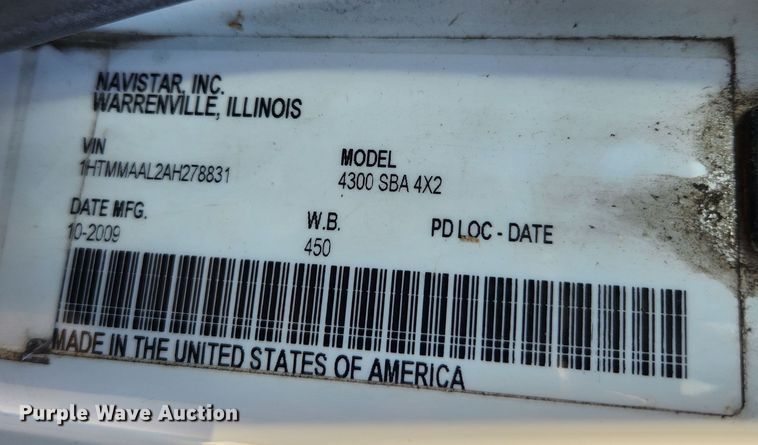 NAVISTAR, INC.
WARRENVILLE, ILLINOIS
VIN
1HTMMAAL2AH278831
MODEL
4300 SBA 4X2
DATE MFG.
10-2009
W.B.
450
PD LOC - DATE
MADE IN THE UNITED STATES OF AMERICA
Purple Wave Auction